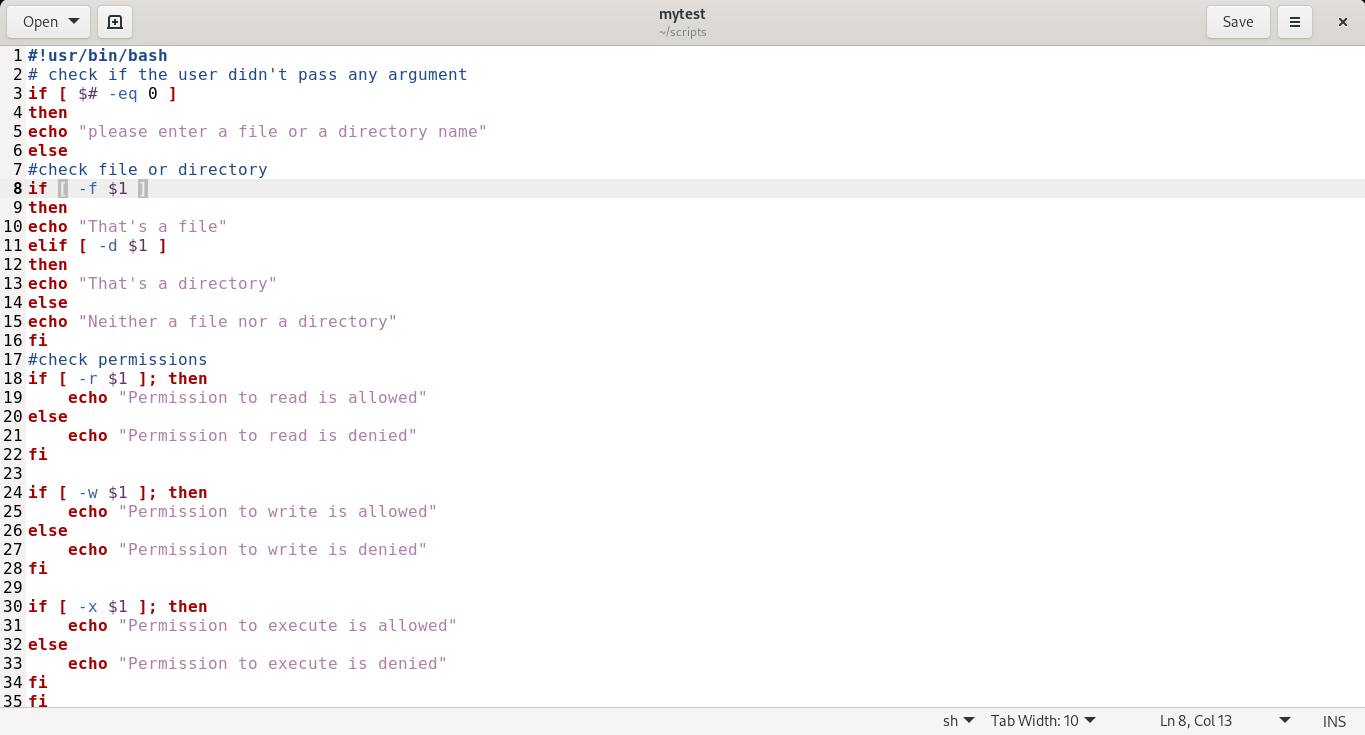 Open
mytest
~/scripts
Save
1 #!usr/bin/bash
2 # check if the user didn't pass any argument
3 if [ $# -eq 0 ]
4 then
5 echo "please enter a file or a directory name"
6 else
7 #check file or directory
8 if [ -f $1 ]
9 then
10 echo "That's a file"
11 elif [ -d $1 ]
12 then
13 echo "That's a directory"
14 else
15 echo "Neither a file nor a directory"
16 fi
17 #check permissions
18 if [ -r $1 ]; then
19     echo "Permission to read is allowed"
20 else
21     echo "Permission to read is denied"
22 fi
23
24 if [ -w $1 ]; then
25     echo "Permission to write is allowed"
26 else
27     echo "Permission to write is denied"
28 fi
29
30 if [ -x $1 ]; then
31     echo "Permission to execute is allowed"
32 else
33     echo "Permission to execute is denied"
34 fi
35 fi
sh Tab Width: 10 Ln 8, Col 13 INS